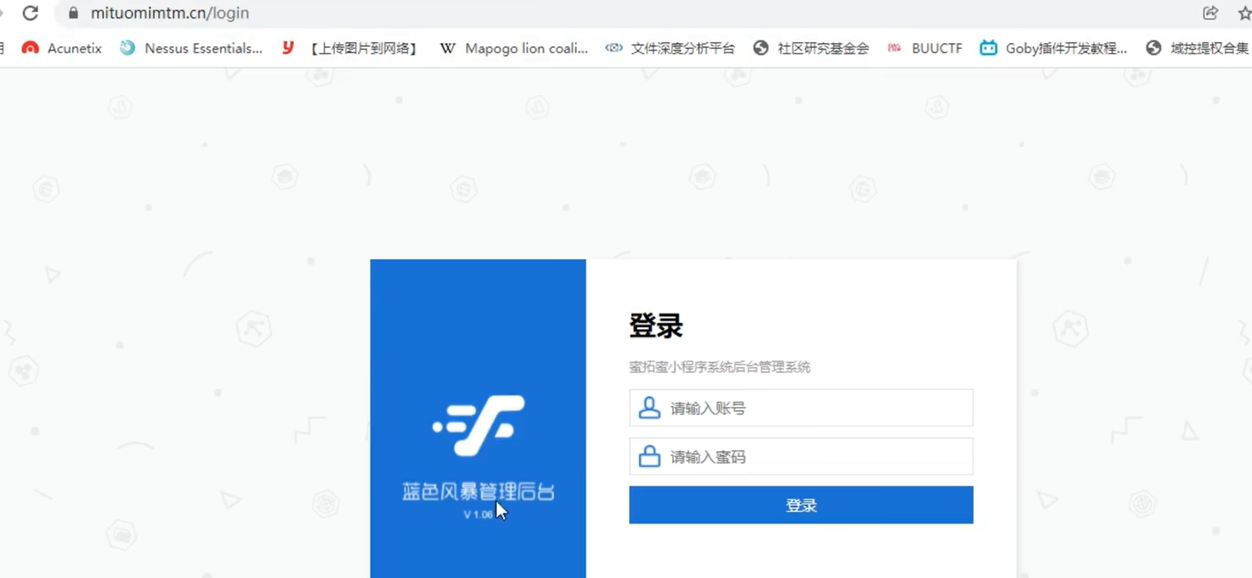 mituomimtm.cn/login
Acunetix Nessus Essentials... 【上传图片到网络】 Mapogo lion coali... 文件深度分析平台 社区研究基金会 BUUCTF Goby插件开发教程... 域控提权合集
登录
蜜拓蜜小程序系统后台管理系统
请输入账号
请输入蜜码
登录
蓝色风暴管理后台
V 1.06